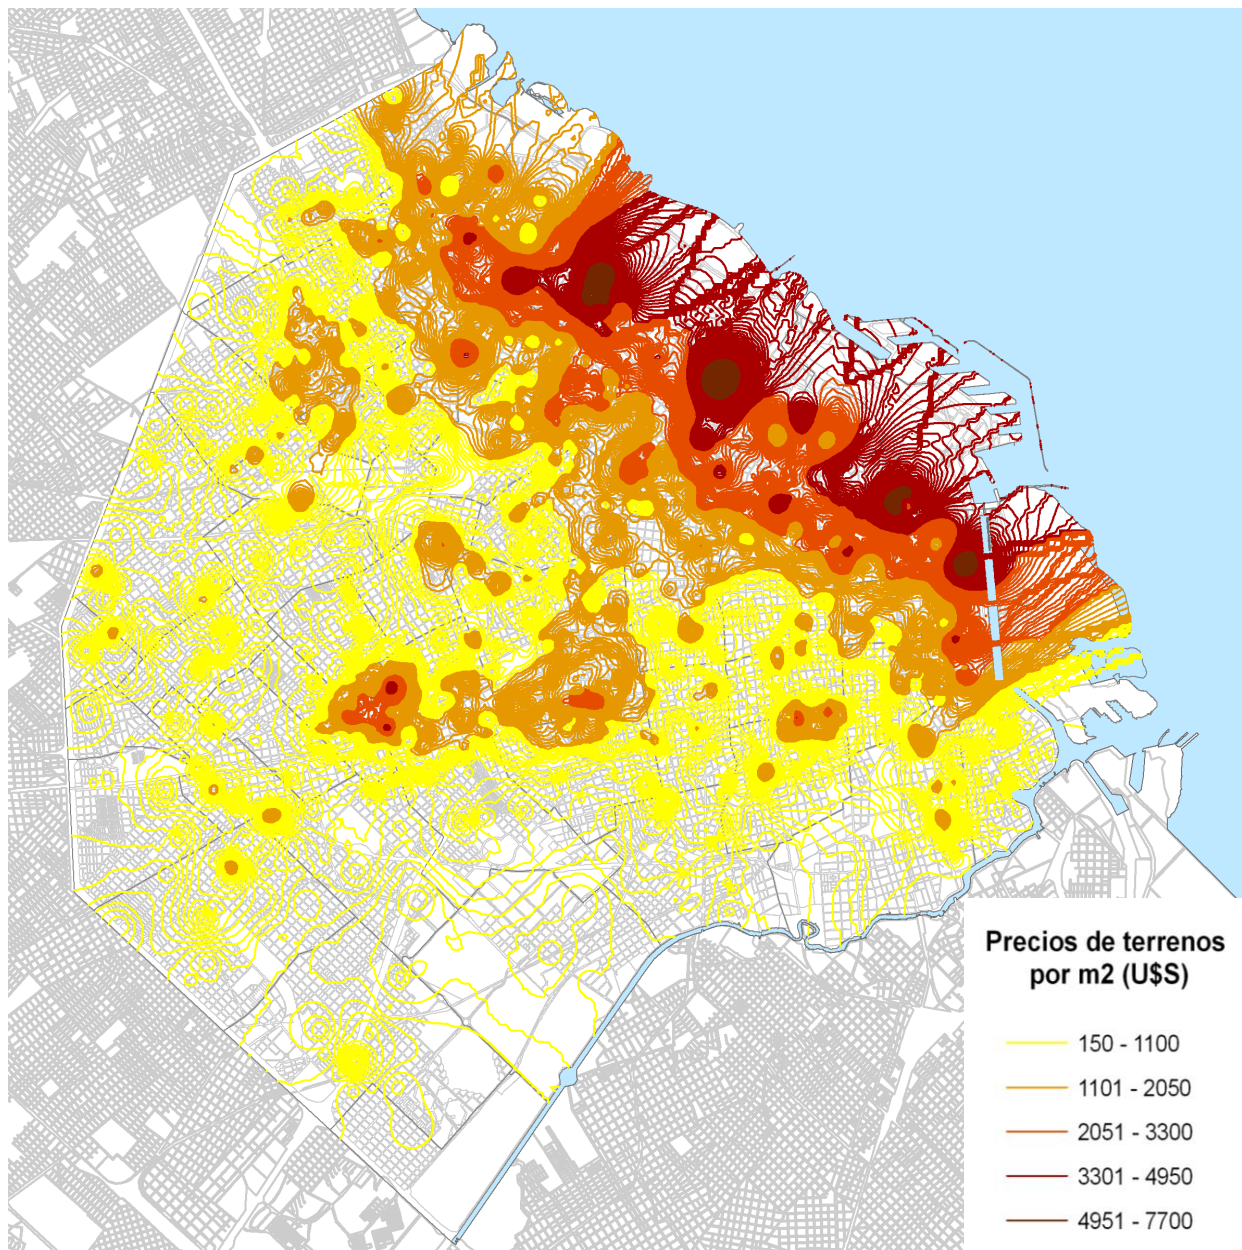 Precios de terrenos
por m2 (U$S)
150 - 1100
1101 - 2050
2051 - 3300
3301 - 4950
4951 - 7700